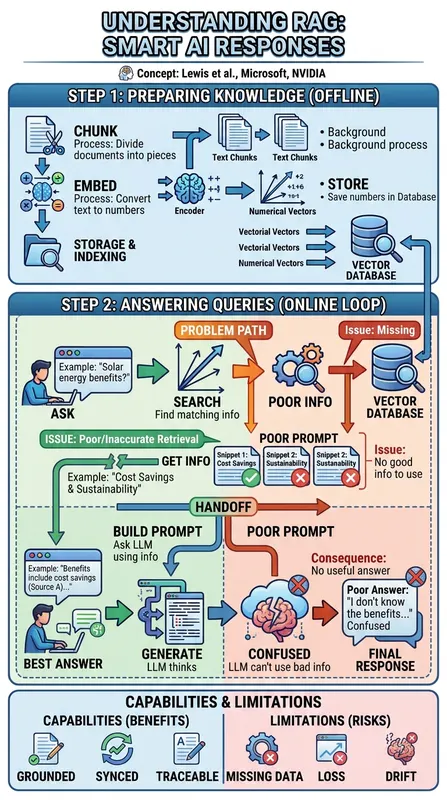 UNDERSTANDING RAG:
SMART AI RESPONSES
Concept: Lewis et al., Microsoft, NVIDIA
STEP 1: PREPARING KNOWLEDGE (OFFLINE)
CHUNK
Process: Divide
documents into pieces
Text Chunks
Text Chunks
• Background
• Background process
EMBED
Process: Convert
text to numbers
Encoder
Numerical Vectors
• STORE
• Save numbers in Database
STORAGE &
INDEXING
Vectorial Vectors
Vectorial Vectors
Numerical Vectors
VECTOR
DATABASE
STEP 2: ANSWERING QUERIES (ONLINE LOOP)
PROBLEM PATH
Issue: Missing
Example: "Solar
energy benefits?"
ASK
SEARCH
Find matching info
POOR INFO
VECTOR
DATABASE
ISSUE: Poor/Inaccurate Retrieval
GET INFO
Example: "Cost Savings
& Sustainability"
POOR PROMPT
Snippet 1:
Cost Savings
Snippet 2:
Sustainability
Snippet 2:
Sustanability
Issue:
No good
info to use
HANDOFF
BUILD PROMPT
Ask LLM
using info
POOR PROMPT
Example: "Benefits
include cost savings
(Source A)..."
BEST ANSWER
GENERATE
LLM thinks
CONFUSED
LLM can't use bad info
Consequence:
No useful answer
Poor Answer:
"I don't know
the benefits..."
Confused
FINAL
RESPONSE
CAPABILITIES & LIMITATIONS
CAPABILITIES (BENEFITS)
GROUNDED
SYNCED
TRACEABLE
LIMITATIONS (RISKS)
MISSING DATA
LOSS
DRIFT